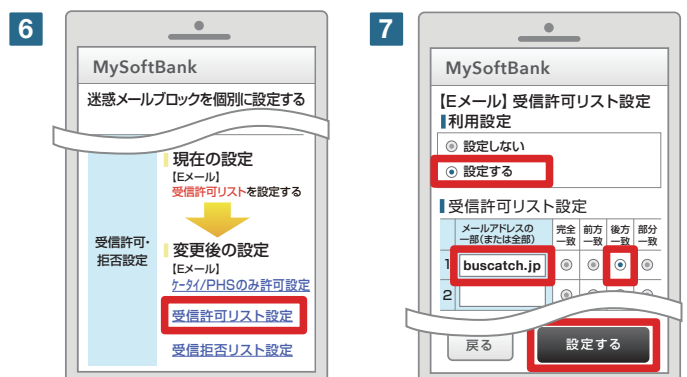 6
MySoftBank
迷惑メールブロックを個別に設定する
受信許可・
拒否設定
現在の設定
【Eメール】
受信許可リストを設定する
変更後の設定
【Eメール】
ケータイ/PHSのみ許可設定
受信許可リスト設定
受信拒否リスト設定
7
MySoftBank
【Eメール】受信許可リスト設定
利用設定
設定しない
設定する
受信許可リスト設定
メールアドレスの
一部(または全部)
完全
一致
前方
一致
後方
一致
部分
一致
1 buscatch.jp
2
戻る
設定する